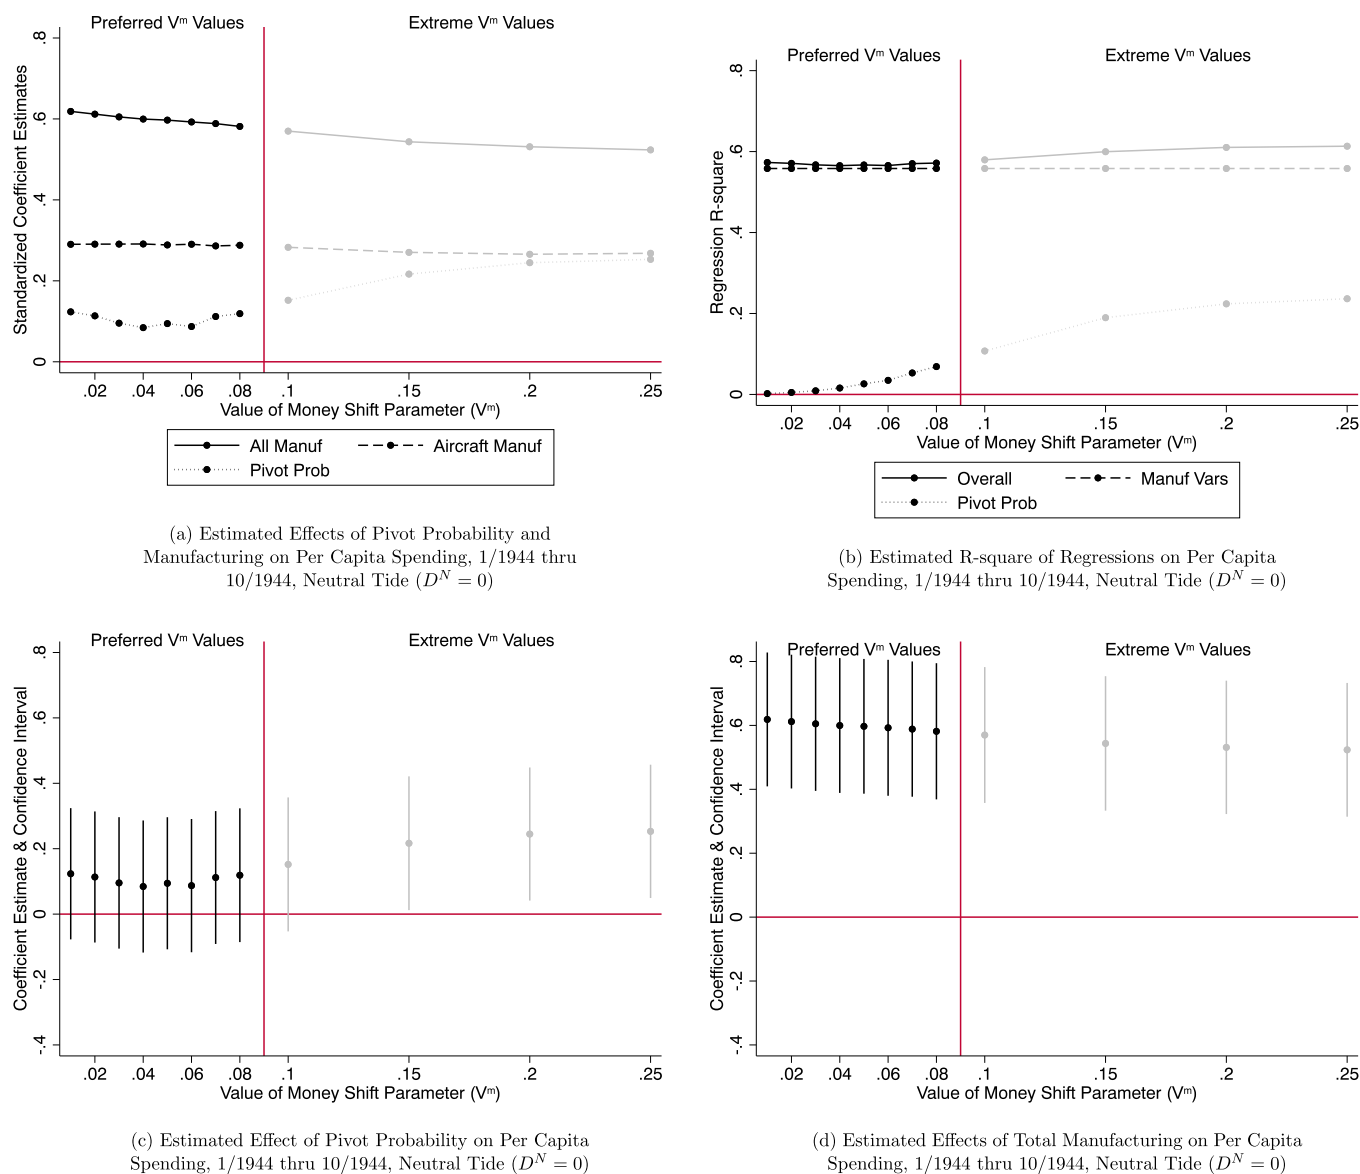 Preferred Vᵐ Values
Extreme Vᵐ Values
Standardized Coefficient Estimates
.8
.6
.4
.2
0
.02 .04 .06 .08 .1 .15 .2 .25
Value of Money Shift Parameter (Vᵐ)
All Manuf
Aircraft Manuf
Pivot Prob
(a) Estimated Effects of Pivot Probability and
Manufacturing on Per Capita Spending, 1/1944 thru
10/1944, Neutral Tide (Dᴺ = 0)
Preferred Vᵐ Values
Extreme Vᵐ Values
Regression R-square
.8
.6
.4
.2
0
.02 .04 .06 .08 .1 .15 .2 .25
Value of Money Shift Parameter (Vᵐ)
Overall
Manuf Vars
Pivot Prob
(b) Estimated R-square of Regressions on Per Capita
Spending, 1/1944 thru 10/1944, Neutral Tide (Dᴺ = 0)
Preferred Vᵐ Values
Extreme Vᵐ Values
Coefficient Estimate & Confidence Interval
.8
.6
.4
.2
0
-.2
-.4
.02 .04 .06 .08 .1 .15 .2 .25
Value of Money Shift Parameter (Vᵐ)
(c) Estimated Effect of Pivot Probability on Per Capita
Spending, 1/1944 thru 10/1944, Neutral Tide (Dᴺ = 0)
Preferred Vᵐ Values
Extreme Vᵐ Values
Coefficient Estimate & Confidence Interval
.8
.6
.4
.2
0
-.2
-.4
.02 .04 .06 .08 .1 .15 .2 .25
Value of Money Shift Parameter (Vᵐ)
(d) Estimated Effects of Total Manufacturing on Per Capita
Spending, 1/1944 thru 10/1944, Neutral Tide (Dᴺ = 0)